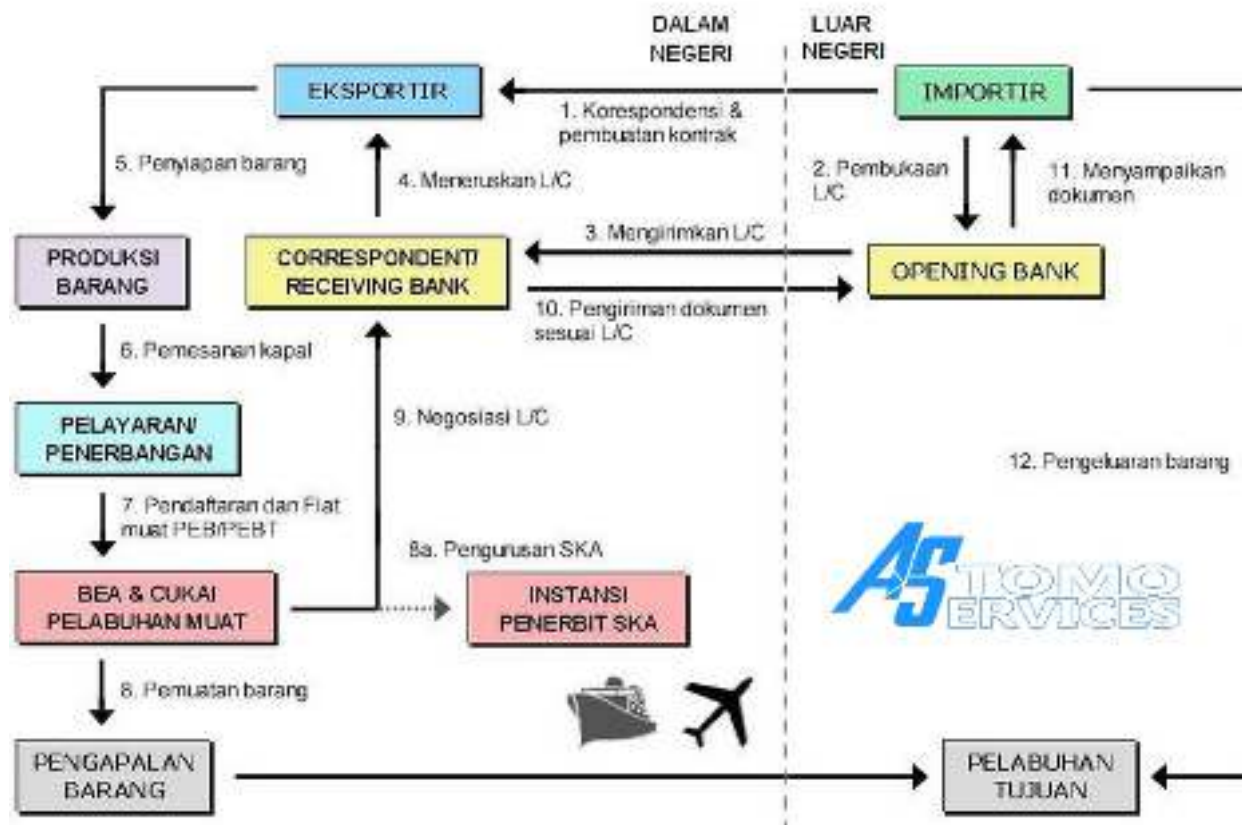 DALAM
NEGERI
LUAR
NEGERI
EKSPORTIR
IMPORTIR
1. Korespondensi &
pembuatan kontrak
5. Penyiapan barang
4. Meneruskan L/C
2. Pembukaan
L/C
11. Menyampaikan
dokumen
3. Mengirimkan L/C
PRODUKSI
BARANG
CORRESPONDENT/
RECEIVING BANK
OPENING BANK
10. Pengiriman dokumen
sesuai L/C
6. Pemesanan kapal
9. Negosiasi L/C
PELAYARAN/
PENERBANGAN
12. Pengeluaran barang
7. Pendaftaran dan Fiat
muat PEB/PEBT
8a. Pengurusan SKA
BEA & CUKAI
PELABUHAN MUAT
INSTANSI
PENERBIT SKA
ASTOMO
SERVICES
8. Pemuatan barang
PENGAPALAN
BARANG
PELABUHAN
TUJUAN